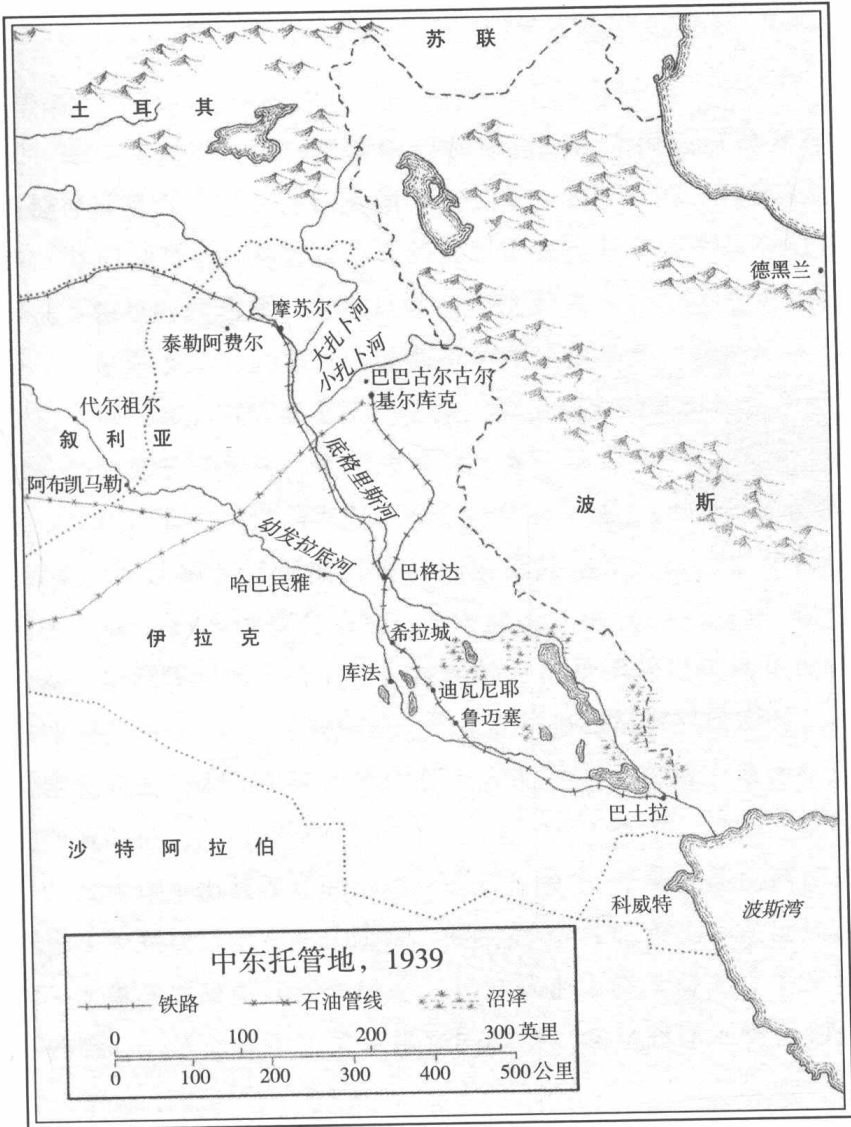 苏联
土耳其
德黑兰
摩苏尔
泰勒阿费尔
大扎卜河
小扎卜河
巴巴古尔古尔
基尔库克
代尔祖尔
叙利亚
阿布凯马勒
底格里斯河
波斯
幼发拉底河
巴格达
哈巴民雅
伊拉克
希拉城
库法
迪瓦尼耶
鲁迈塞
巴士拉
沙特阿拉伯
科威特
波斯湾
中东托管地，1939
铁路 石油管线 沼泽
0 100 200 300 英里
0 100 200 300 400 500 公里